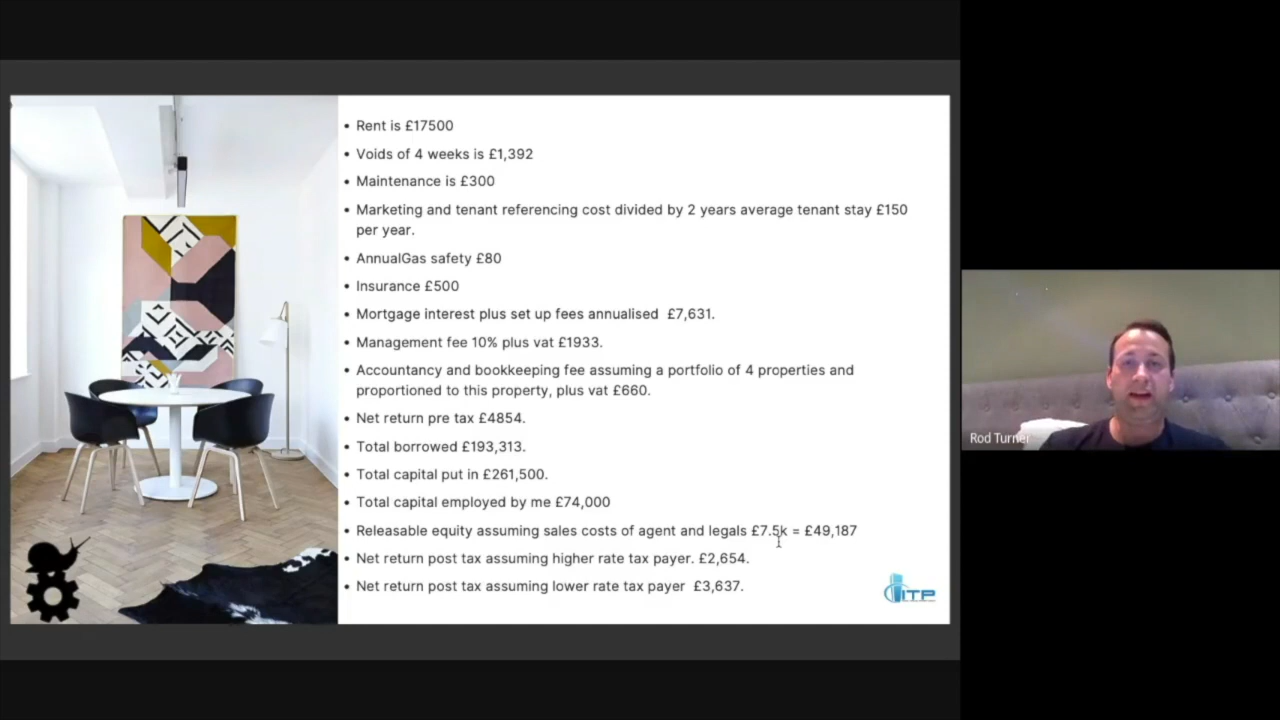 Rent is £17500
Voids of 4 weeks is £1,392
Maintenance is £300
Marketing and tenant referencing cost divided by 2 years average tenant stay £150
per year.
AnnualGas safety £80
Insurance £500
Mortgage interest plus set up fees annualised £7,631.
Management fee 10% plus vat £1933.
Accountancy and bookkeeping fee assuming a portfolio of 4 properties and
proportioned to this property, plus vat £660.
Net return pre tax £4854.
Total borrowed £193,313.
Total capital put in £261,500.
Total capital employed by me £74,000
Releasable equity assuming sales costs of agent and legals £7.5k = £49,187
Net return post tax assuming higher rate tax payer. £2,654.
Net return post tax assuming lower rate tax payer £3,637.
ITP
Rod Turner